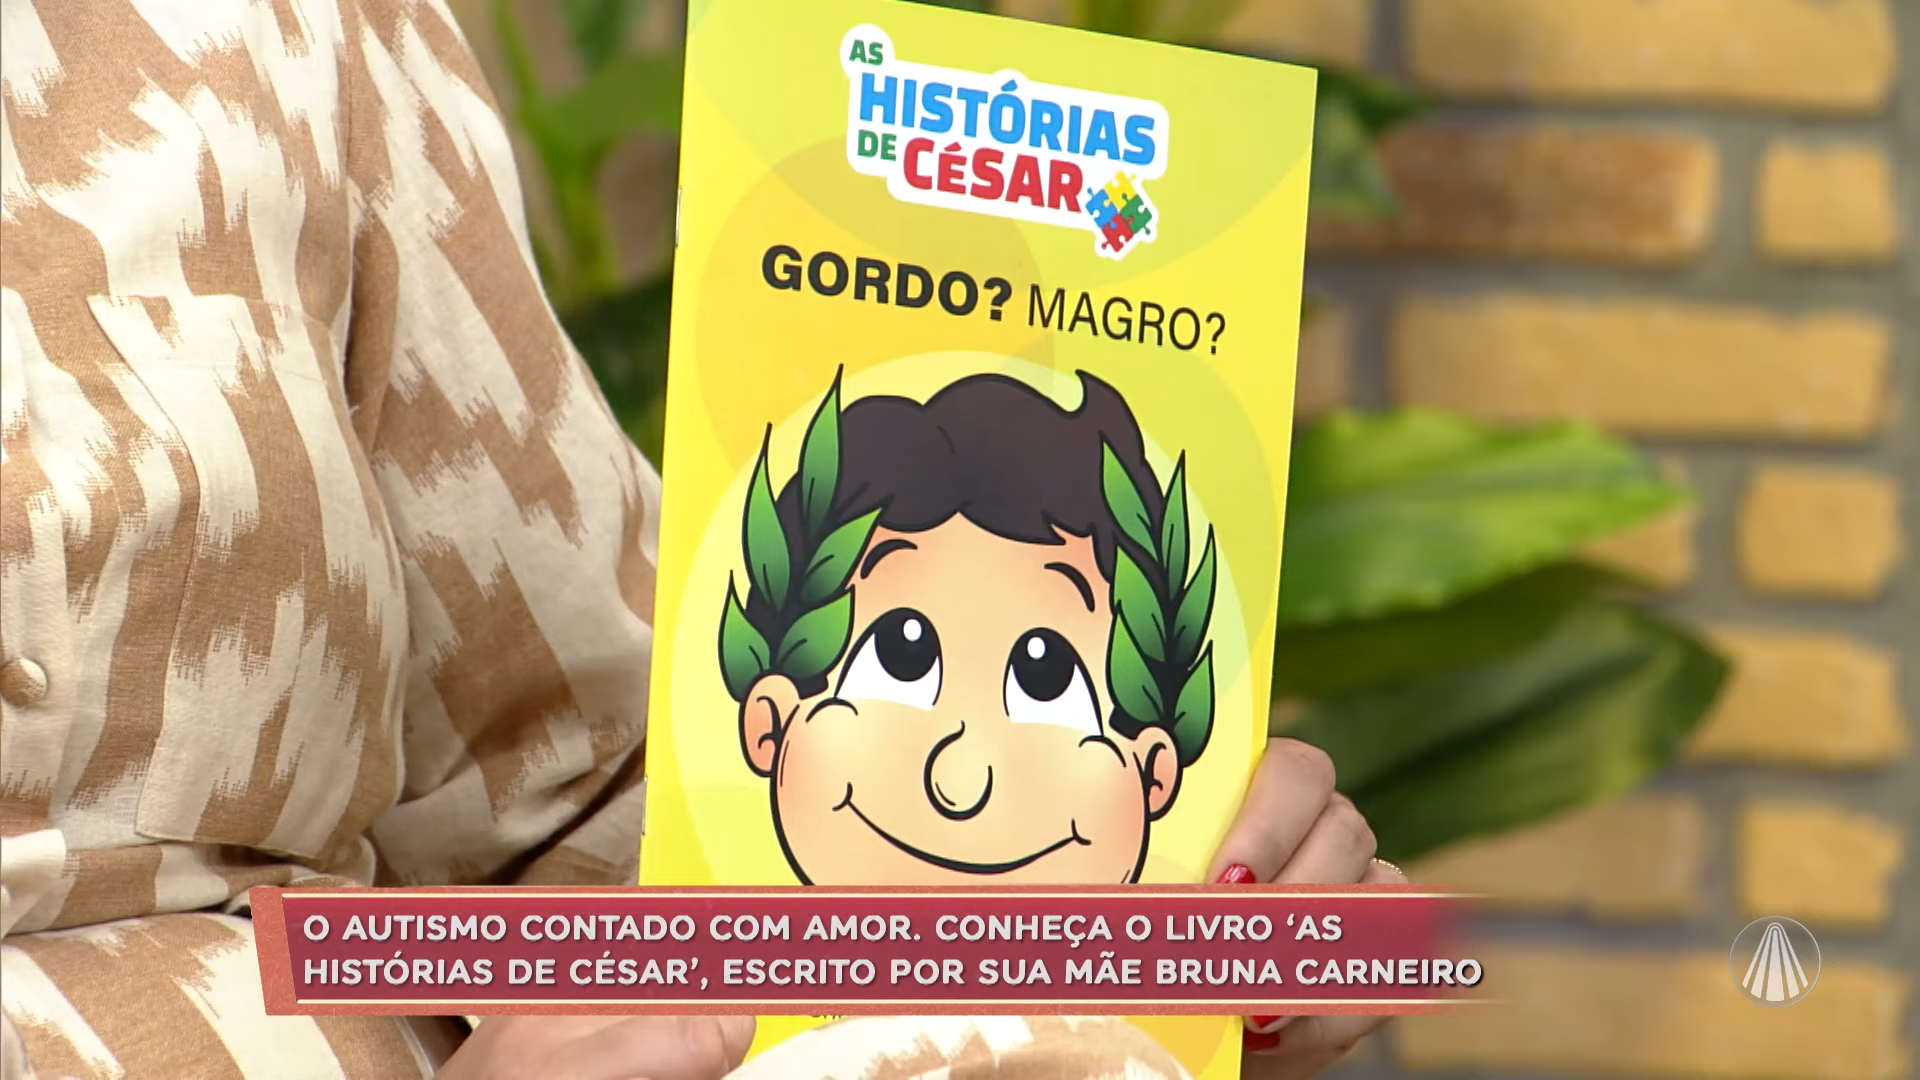 AS
HISTÓRIAS
DE CÉSAR
GORDO? MAGRO?
O AUTISMO CONTADO COM AMOR. CONHEÇA O LIVRO ‘AS
HISTÓRIAS DE CÉSAR’, ESCRITO POR SUA MÃE BRUNA CARNEIRO